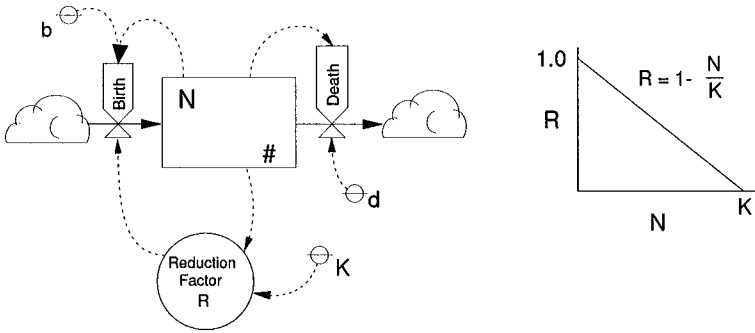 b
Birth
N
#
Death
d
Reduction
Factor
R
K
1.0
R = 1- N/K
R
K
N